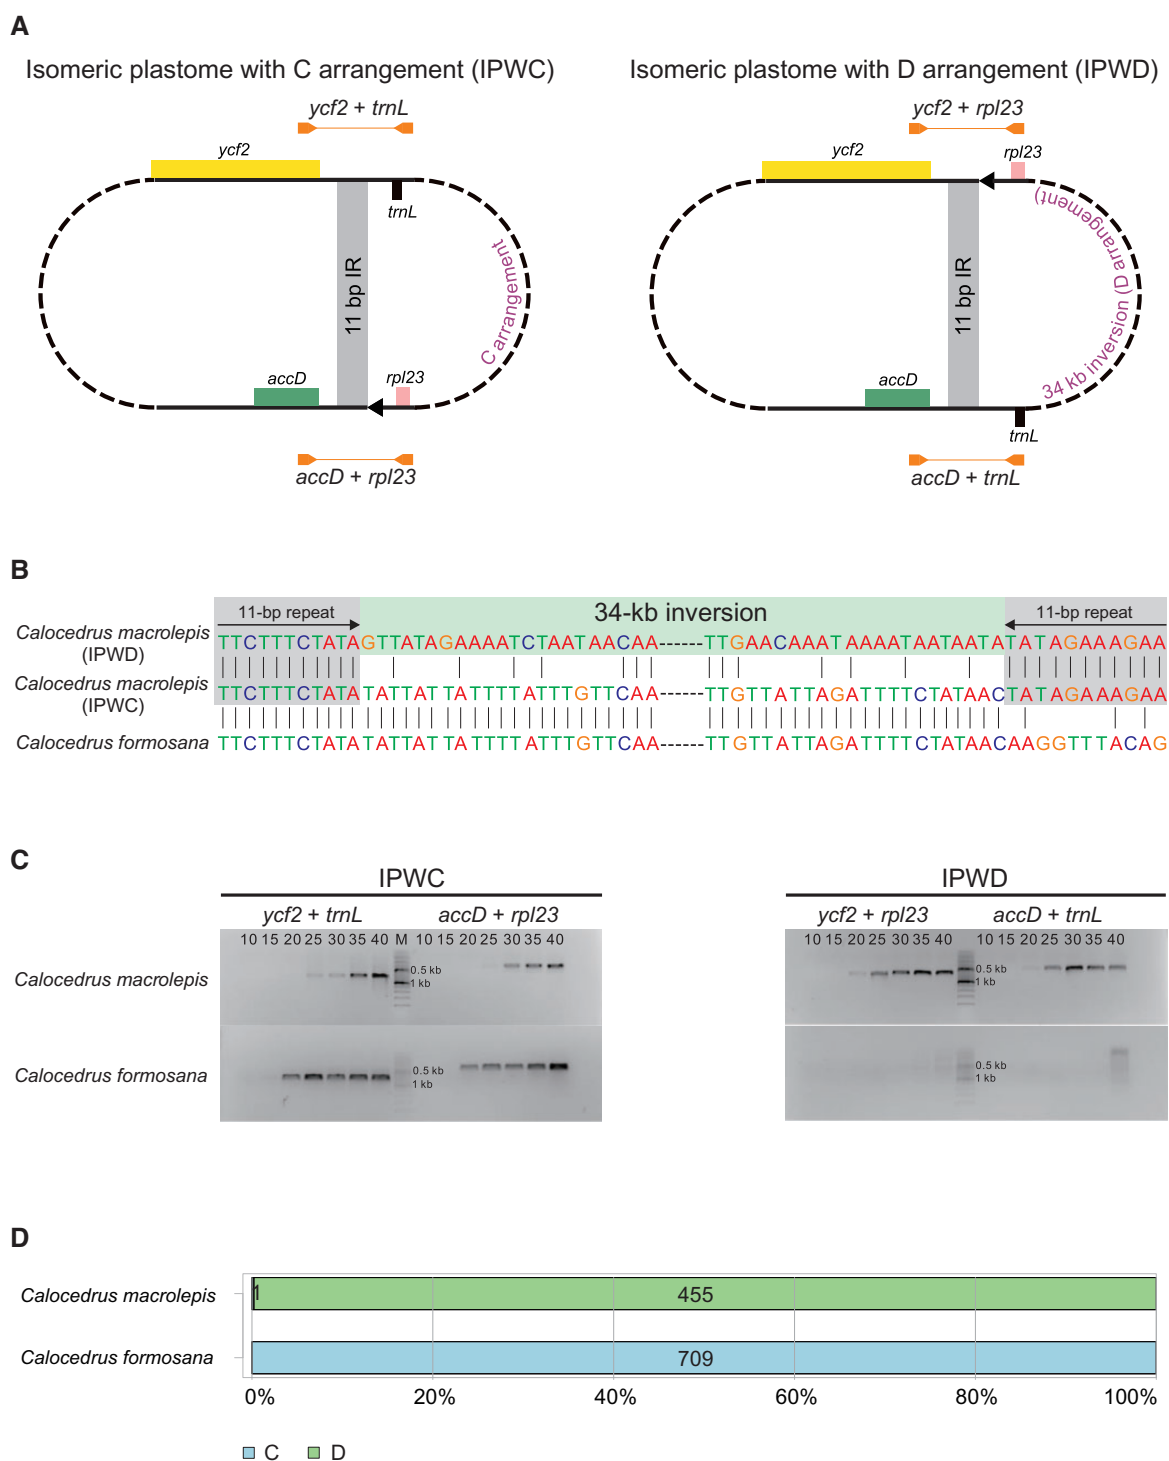 A
Isomeric plastome with C arrangement (IPWC)
Isomeric plastome with D arrangement (IPWD)
ycf2 + trnL
ycf2 + rpl23
ycf2
trnL
11 bp IR
C arrangement
accD
rpl23
accD + rpl23
ycf2
rpl23
11 bp IR
34 kb inversion (D arrangement)
accD
trnL
accD + trnL
B
11-bp repeat
34-kb inversion
11-bp repeat
Calocedrus macrolepis
(IPWD)
TTCTTTCTATAGTTATAGAAAATCTAATAACAA------TTGAACAAATAAAATAATAATATATAGAAAGAA
Calocedrus macrolepis
(IPWC)
TTCTTTCTATATATTATTATTTTATTTGTTCAA------TTGTTATTAGATTTTCTATAACTATAGAAAGAA
Calocedrus formosana
TTCTTTCTATATATTATTATTTTATTTGTTCAA------TTGTTATTAGATTTTCTATAACAAGGTTTACAG
C
IPWC
IPWD
ycf2 + trnL
accD + rpl23
ycf2 + rpl23
accD + trnL
10 15 20 25 30 35 40 M 10 15 20 25 30 35 40
10 15 20 25 30 35 40 10 15 20 25 30 35 40
Calocedrus macrolepis
0.5 kb
1 kb
0.5 kb
1 kb
Calocedrus formosana
0.5 kb
1 kb
0.5 kb
1 kb
D
Calocedrus macrolepis
1
455
Calocedrus formosana
709
0% 20% 40% 60% 80% 100%
C D